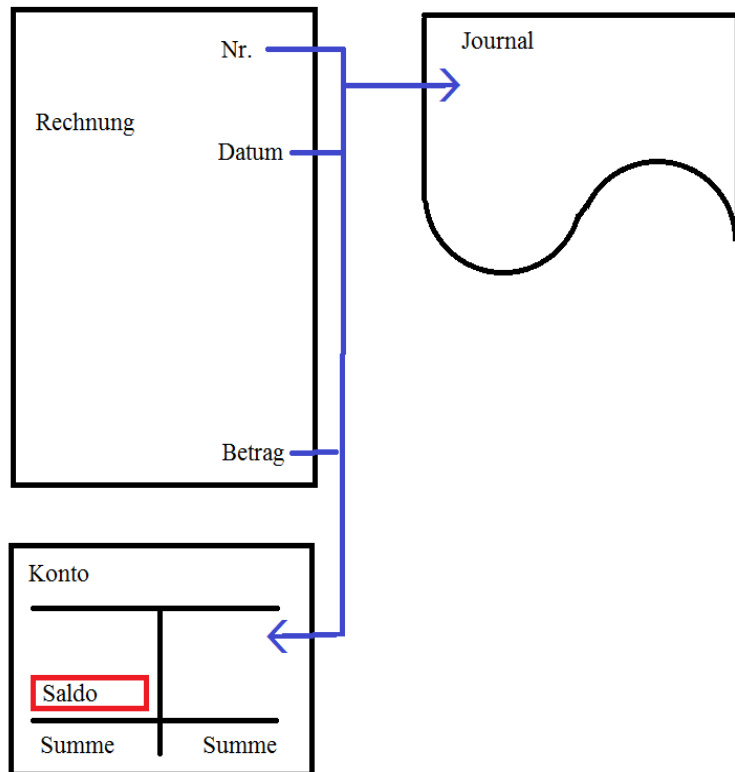 Nr.
Journal
Rechnung
Datum
Betrag
Konto
Saldo
Summe Summe